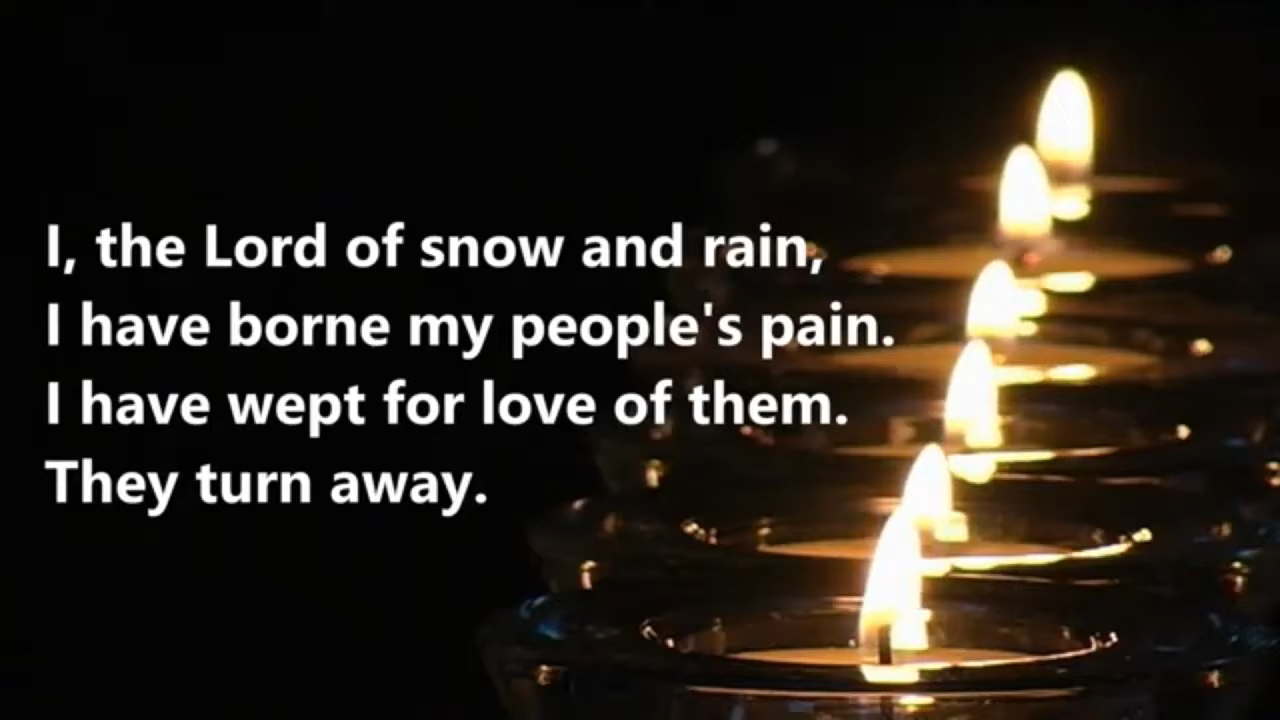 I, the Lord of snow and rain,
I have borne my people's pain.
I have wept for love of them.
They turn away.